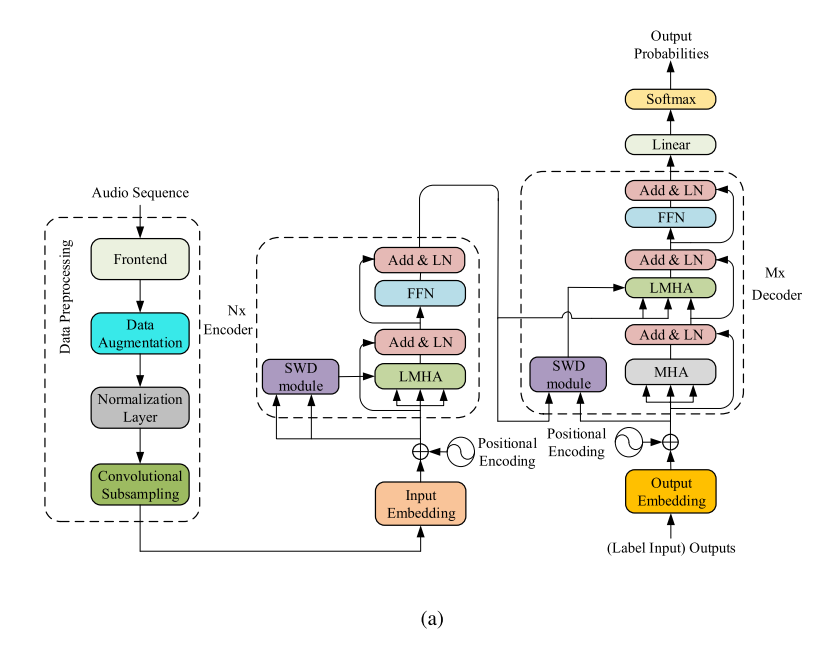 Audio Sequence
Data Preprocessing
Frontend
Data
Augmentation
Normalization
Layer
Convolutional
Subsampling
Nx
Encoder
Add & LN
FFN
Add & LN
SWD
module
LMHA
Positional
Encoding
Input
Embedding
Output
Probabilities
Softmax
Linear
Add & LN
FFN
Add & LN
LMHA
Mx
Decoder
Add & LN
SWD
module
MHA
Positional
Encoding
Output
Embedding
(Label Input) Outputs
(a)